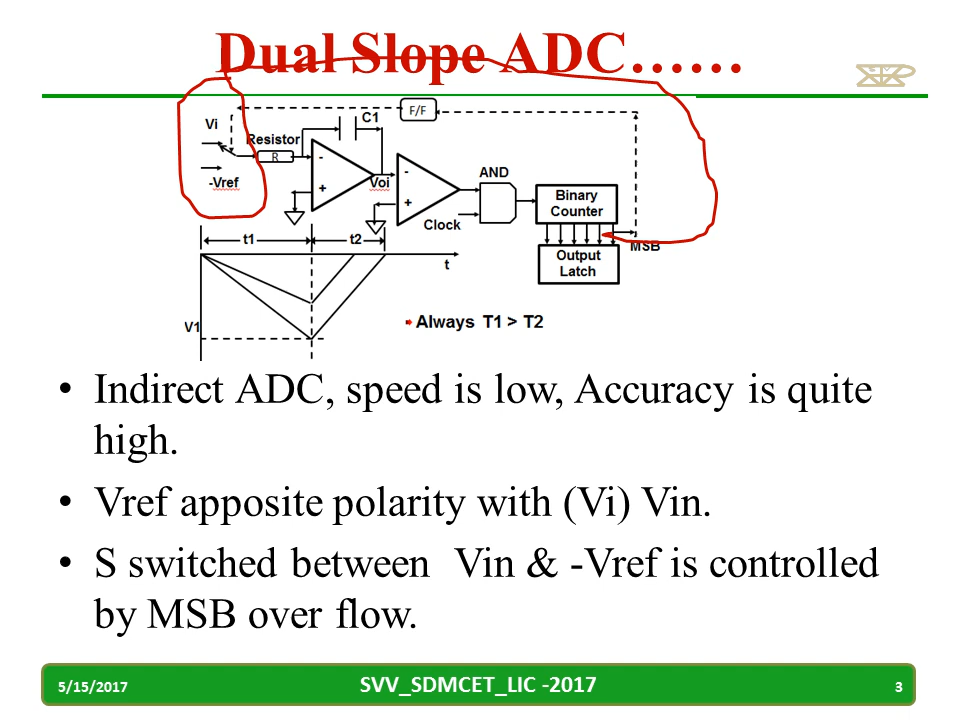 Dual Slope ADC……
F/F
C1
Vi
Resistor
R
-
-Vref
+
Voi
-
+
AND
Clock
Binary
Counter
MSB
Output
Latch
t1
t2
t
V1
Always T1 > T2
• Indirect ADC, speed is low, Accuracy is quite
high.
• Vref apposite polarity with (Vi) Vin.
• S switched between Vin & -Vref is controlled
by MSB over flow.
5/15/2017 SVV_SDMCET_LIC -2017 3